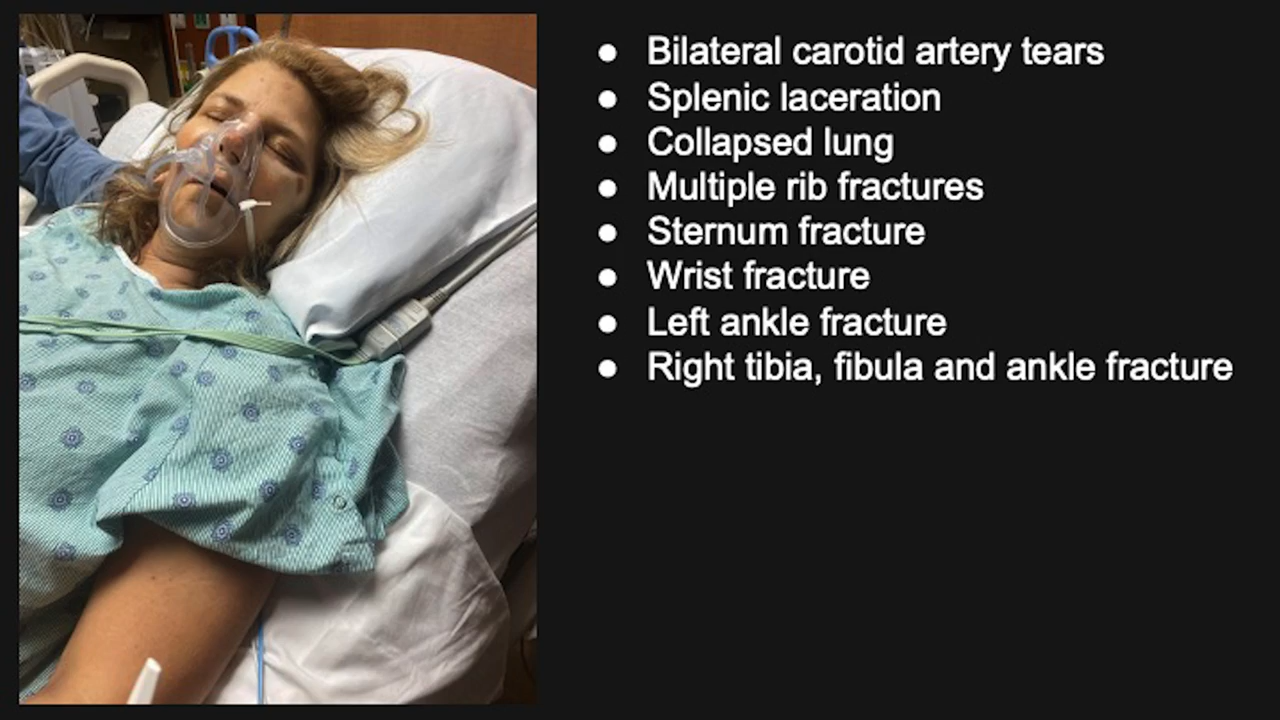 ● Bilateral carotid artery tears
● Splenic laceration
● Collapsed lung
● Multiple rib fractures
● Sternum fracture
● Wrist fracture
● Left ankle fracture
● Right tibia, fibula and ankle fracture